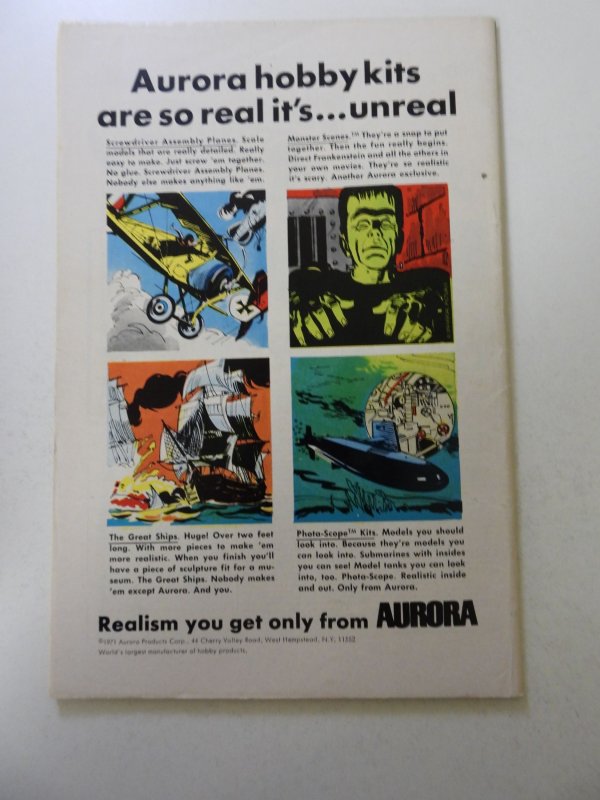 Aurora hobby kits
are so real it's...unreal
Screwdriver Assembly Planes. Scale
models that are really detailed. Really
easy to make. Just screw 'em together.
No glue. Screwdriver Assembly Planes.
Nobody else makes anything like 'em.
Monster Scenes.™ They're a snap to put
together. Then the fun really begins.
Direct Frankenstein and all the others in
your own movies. They're so realistic
it's scary. Another Aurora exclusive.
The Great Ships. Huge! Over two feet
long. With more pieces to make 'em
more realistic. When you finish you'll
have a piece of sculpture fit for a mu-
seum. The Great Ships. Nobody makes
'em except Aurora. And you.
Phota-Scope™ Kits. Models you should
look into. Because they're models you
can look into. Submarines with insides
you can see! Model tanks you can look
into, too. Phota-Scope. Realistic inside
and out. Only from Aurora.
Realism you get only from AURORA
©1971 Aurora Products Corp., 44 Cherry Valley Road, West Hempstead, N.Y. 11552
World's largest manufacturer of hobby products.